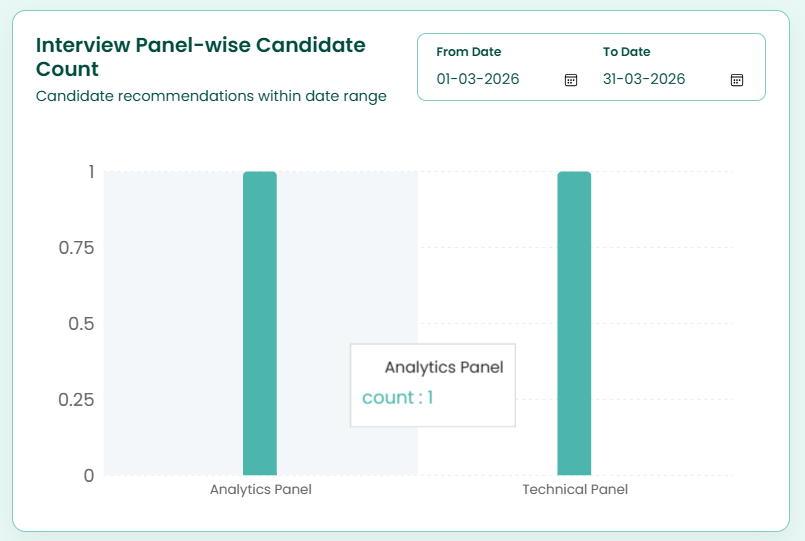 Interview Panel-wise Candidate
Count
Candidate recommendations within date range
From Date
To Date
01-03-2026
31-03-2026
1
0.75
0.5
0.25
0
Analytics Panel
count : 1
Analytics Panel
Technical Panel